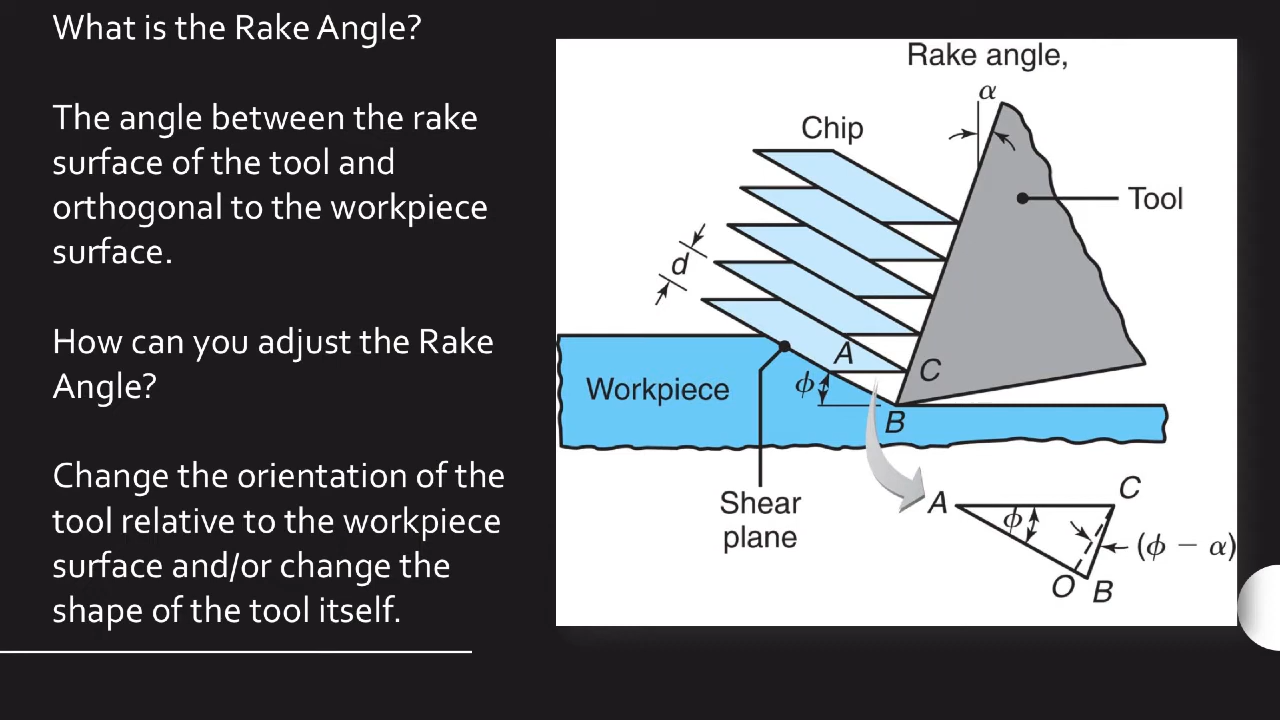 What is the Rake Angle?
The angle between the rake
surface of the tool and
orthogonal to the workpiece
surface.
How can you adjust the Rake
Angle?
Change the orientation of the
tool relative to the workpiece
surface and/or change the
shape of the tool itself.
Rake angle,
α
Chip
Tool
d
A
C
Workpiece
ϕ
B
Shear
plane
A
C
ϕ
(ϕ − α)
O
B